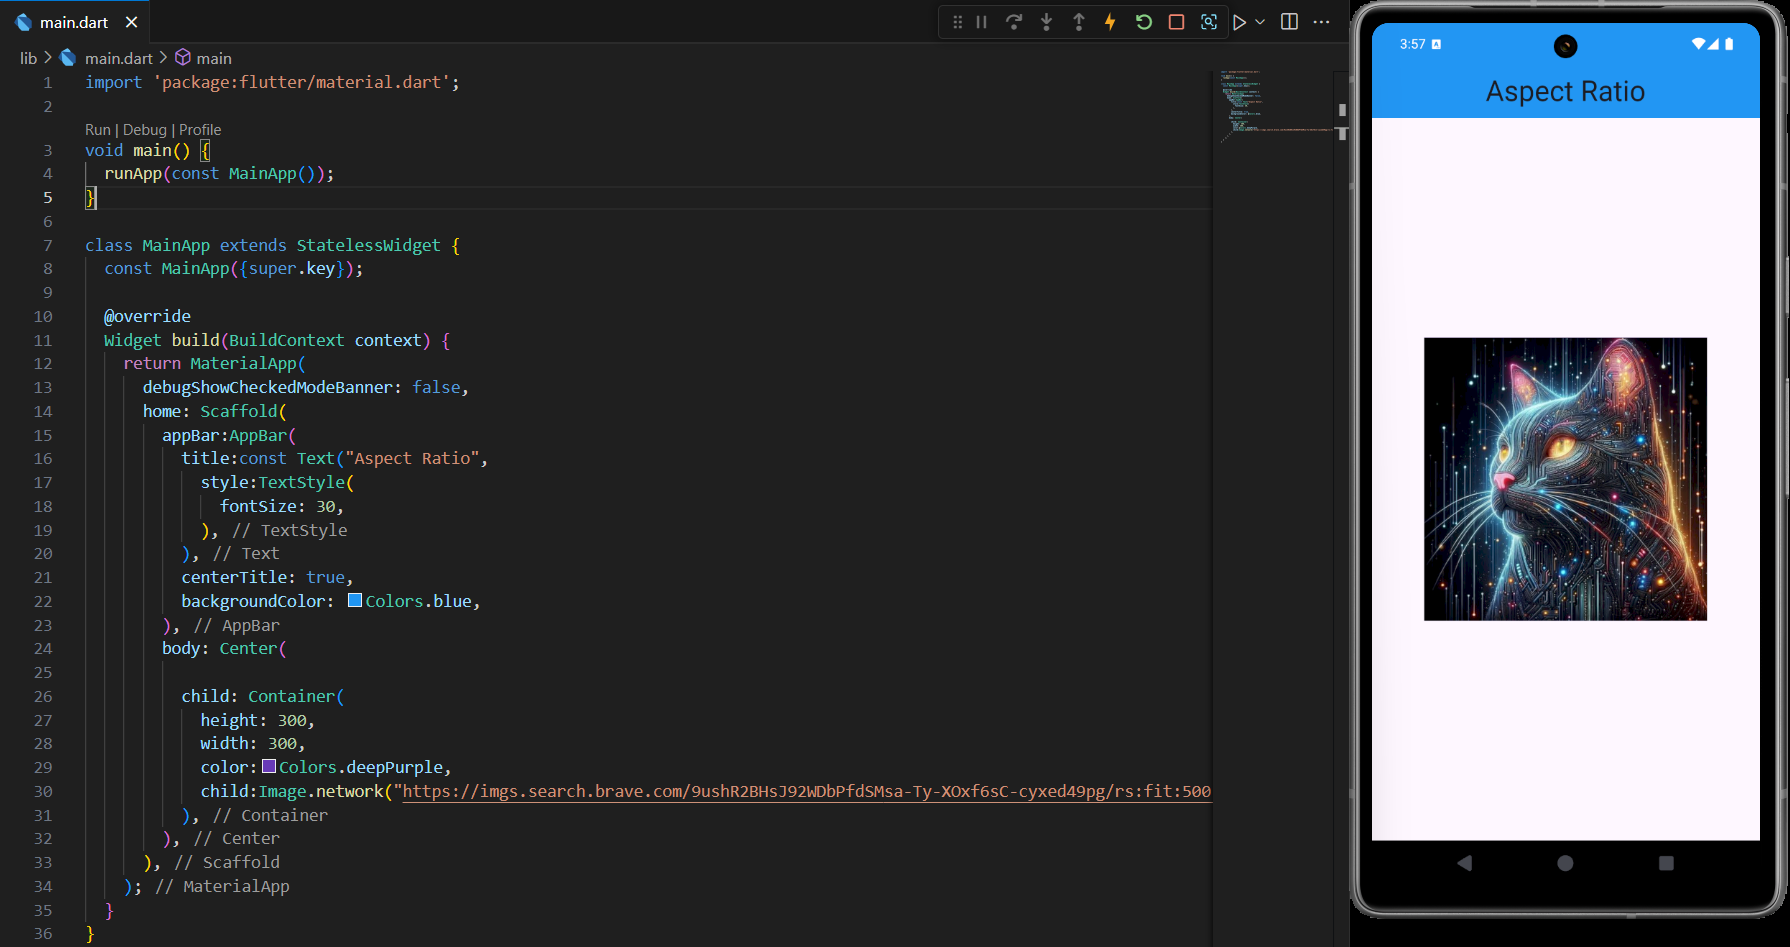 main.dart
lib > main.dart > main
1 import 'package:flutter/material.dart';
2
Run | Debug | Profile
3 void main() {
4 runApp(const MainApp());
5 }
6
7 class MainApp extends StatelessWidget {
8 const MainApp({super.key});
9
10 @override
11 Widget build(BuildContext context) {
12 return MaterialApp(
13 debugShowCheckedModeBanner: false,
14 home: Scaffold(
15 appBar:AppBar(
16 title:const Text("Aspect Ratio",
17 style:TextStyle(
18 fontSize: 30,
19 ), // TextStyle
20 ), // Text
21 centerTitle: true,
22 backgroundColor: Colors.blue,
23 ), // AppBar
24 body: Center(
25
26 child: Container(
27 height: 300,
28 width: 300,
29 color:Colors.deepPurple,
30 child:Image.network("https://imgs.search.brave.com/9ushR2BHsJ92WDbPfdSMsa-Ty-XOxf6sC-cyxed49pg/rs:fit:500
31 ), // Container
32 ), // Center
33 ), // Scaffold
34 ); // MaterialApp
35 }
36 }
3:57
Aspect Ratio